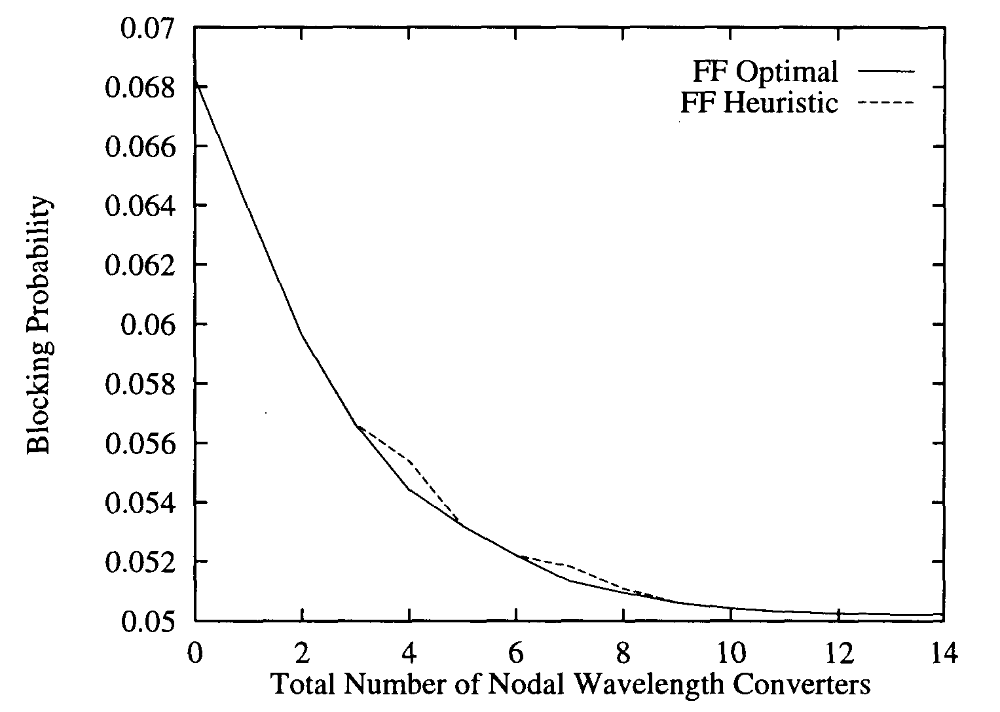 0.07
0.068
0.066
0.064
0.062
0.06
0.058
0.056
0.054
0.052
0.05
Blocking Probability
FF Optimal
FF Heuristic
0 2 4 6 8 10 12 14
Total Number of Nodal Wavelength Converters